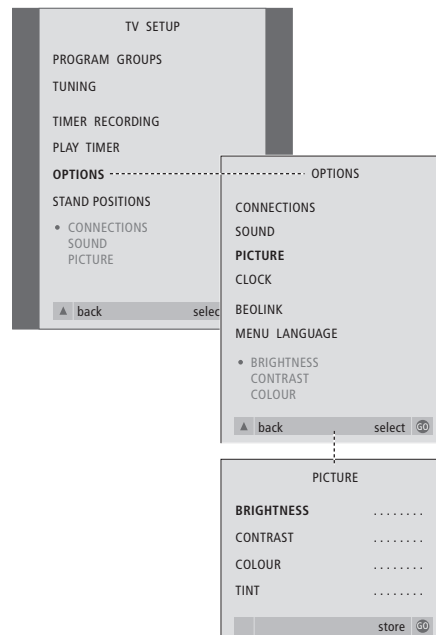 TV SETUP
PROGRAM GROUPS
TUNING
TIMER RECORDING
PLAY TIMER
OPTIONS
STAND POSITIONS
• CONNECTIONS
SOUND
PICTURE
▲ back selec
OPTIONS
CONNECTIONS
SOUND
PICTURE
CLOCK
BEOLINK
MENU LANGUAGE
• BRIGHTNESS
CONTRAST
COLOUR
▲ back select GO
PICTURE
BRIGHTNESS ........
CONTRAST ........
COLOUR ........
TINT ........
store GO